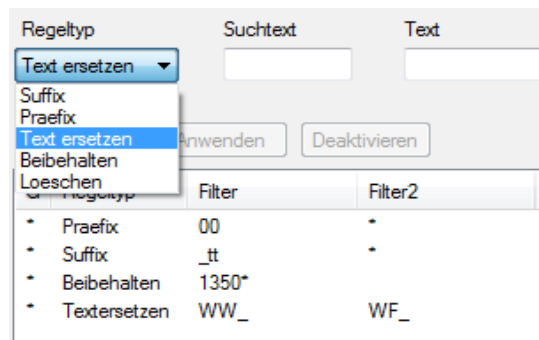 Regeltyp Suchtext Text
Text ersetzen
Suffix
Praefix
Text ersetzen Anwenden Deaktivieren
Beibehalten
Loeschen
Regeltyp Filter Filter2
* Praefix 00 *
* Suffix _tt *
* Beibehalten 1350*
* Textersetzen WW_ WF_